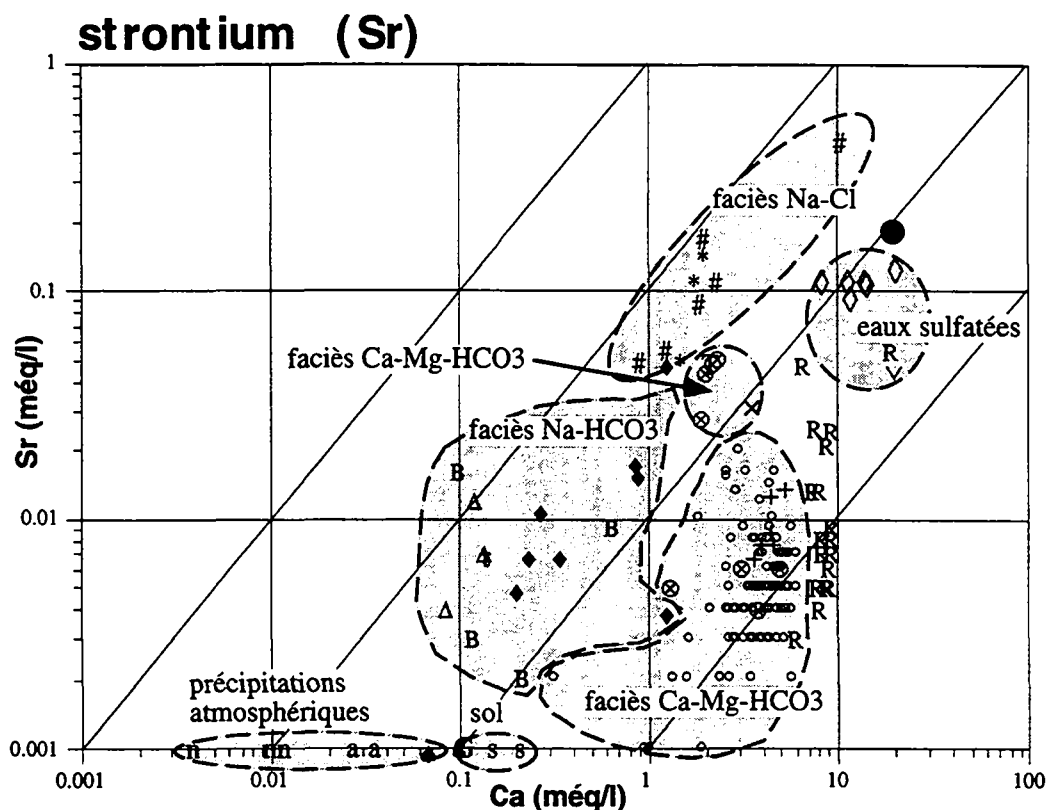 strontium (Sr)
1
0.1
0.01
0.001
Sr (méq/l)
faciès Na-Cl
eaux sulfatées
faciès Ca-Mg-HCO3
faciès Na-HCO3
faciès Ca-Mg-HCO3
précipitations
atmosphériques
sol
0.001
0.01
0.1
1
10
100
Ca (méq/l)